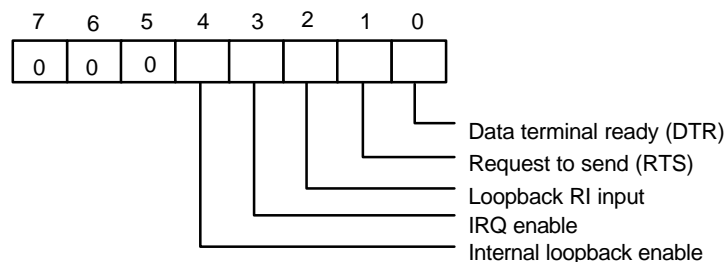 7 6 5 4 3 2 1 0
0 0 0
Data terminal ready (DTR)
Request to send (RTS)
Loopback RI input
IRQ enable
Internal loopback enable